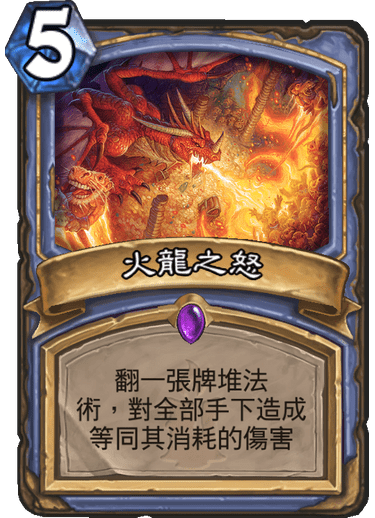 5
火龍之怒
翻一張牌堆法
術，對全部手下造成
等同其消耗的傷害